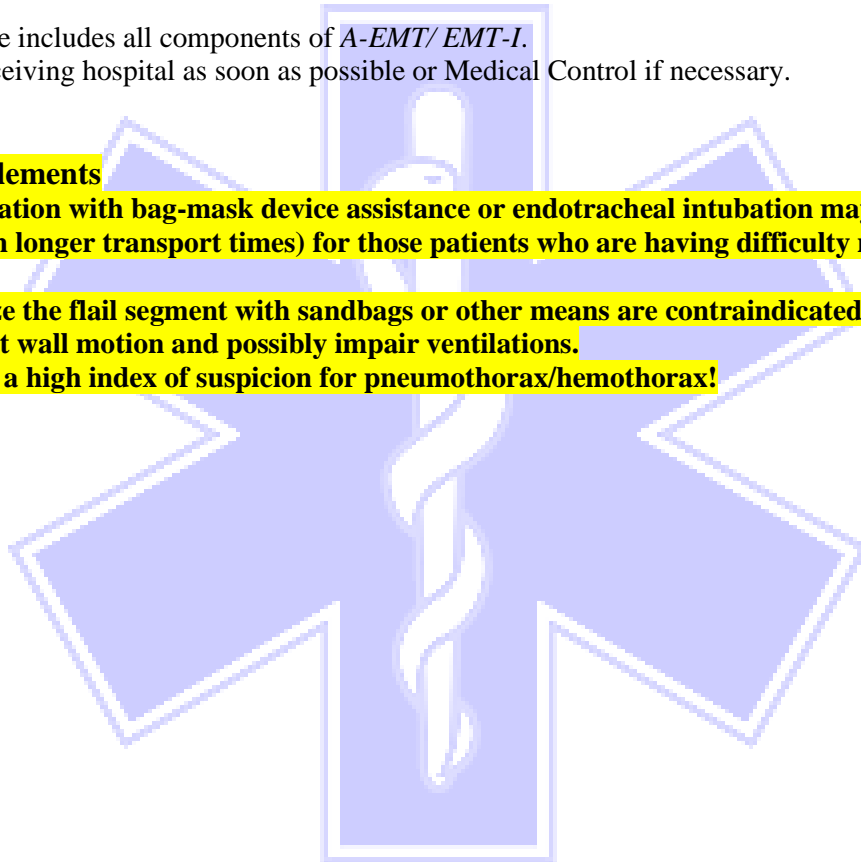 e includes all components of A-EMT/ EMT-I.
ceiving hospital as soon as possible or Medical Control if necessary.
lements
ation with bag-mask device assistance or endotracheal intubation may
n longer transport times) for those patients who are having difficulty
ze the flail segment with sandbags or other means are contraindicated
t wall motion and possibly impair ventilations.
a high index of suspicion for pneumothorax/hemothorax!